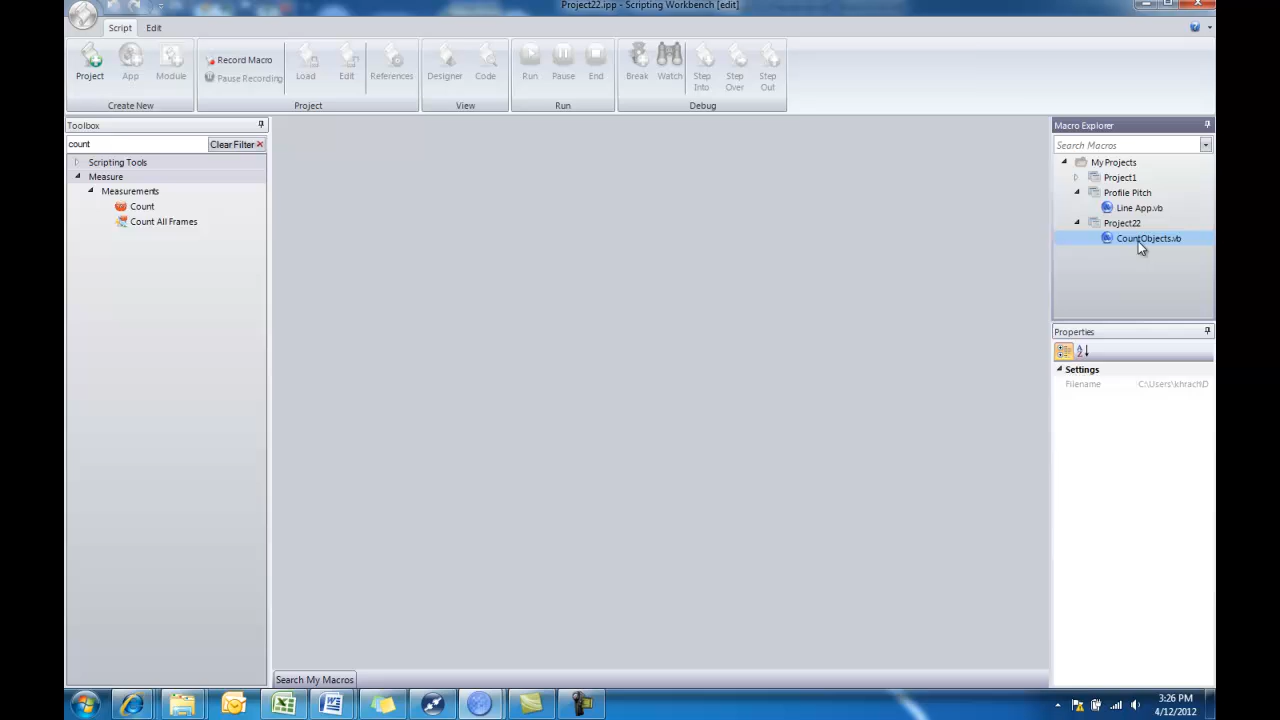 Project22.ipp - Scripting Workbench [edit]
Script Edit
Project App Module
Create New
Record Macro
Pause Recording
Load Edit References
Project
Designer Code
View
Run Pause End
Run
Break Watch Step Into Step Over Step Out
Debug
Toolbox
count Clear Filter
Scripting Tools
Measure
Measurements
Count
Count All Frames
Macro Explorer
Search Macros
My Projects
Project1
Profile Pitch
Line App.vb
Project22
CountObjects.vb
Properties
Settings
Filename C:\Users\khrach\D
Search My Macros
3:26 PM
4/12/2012